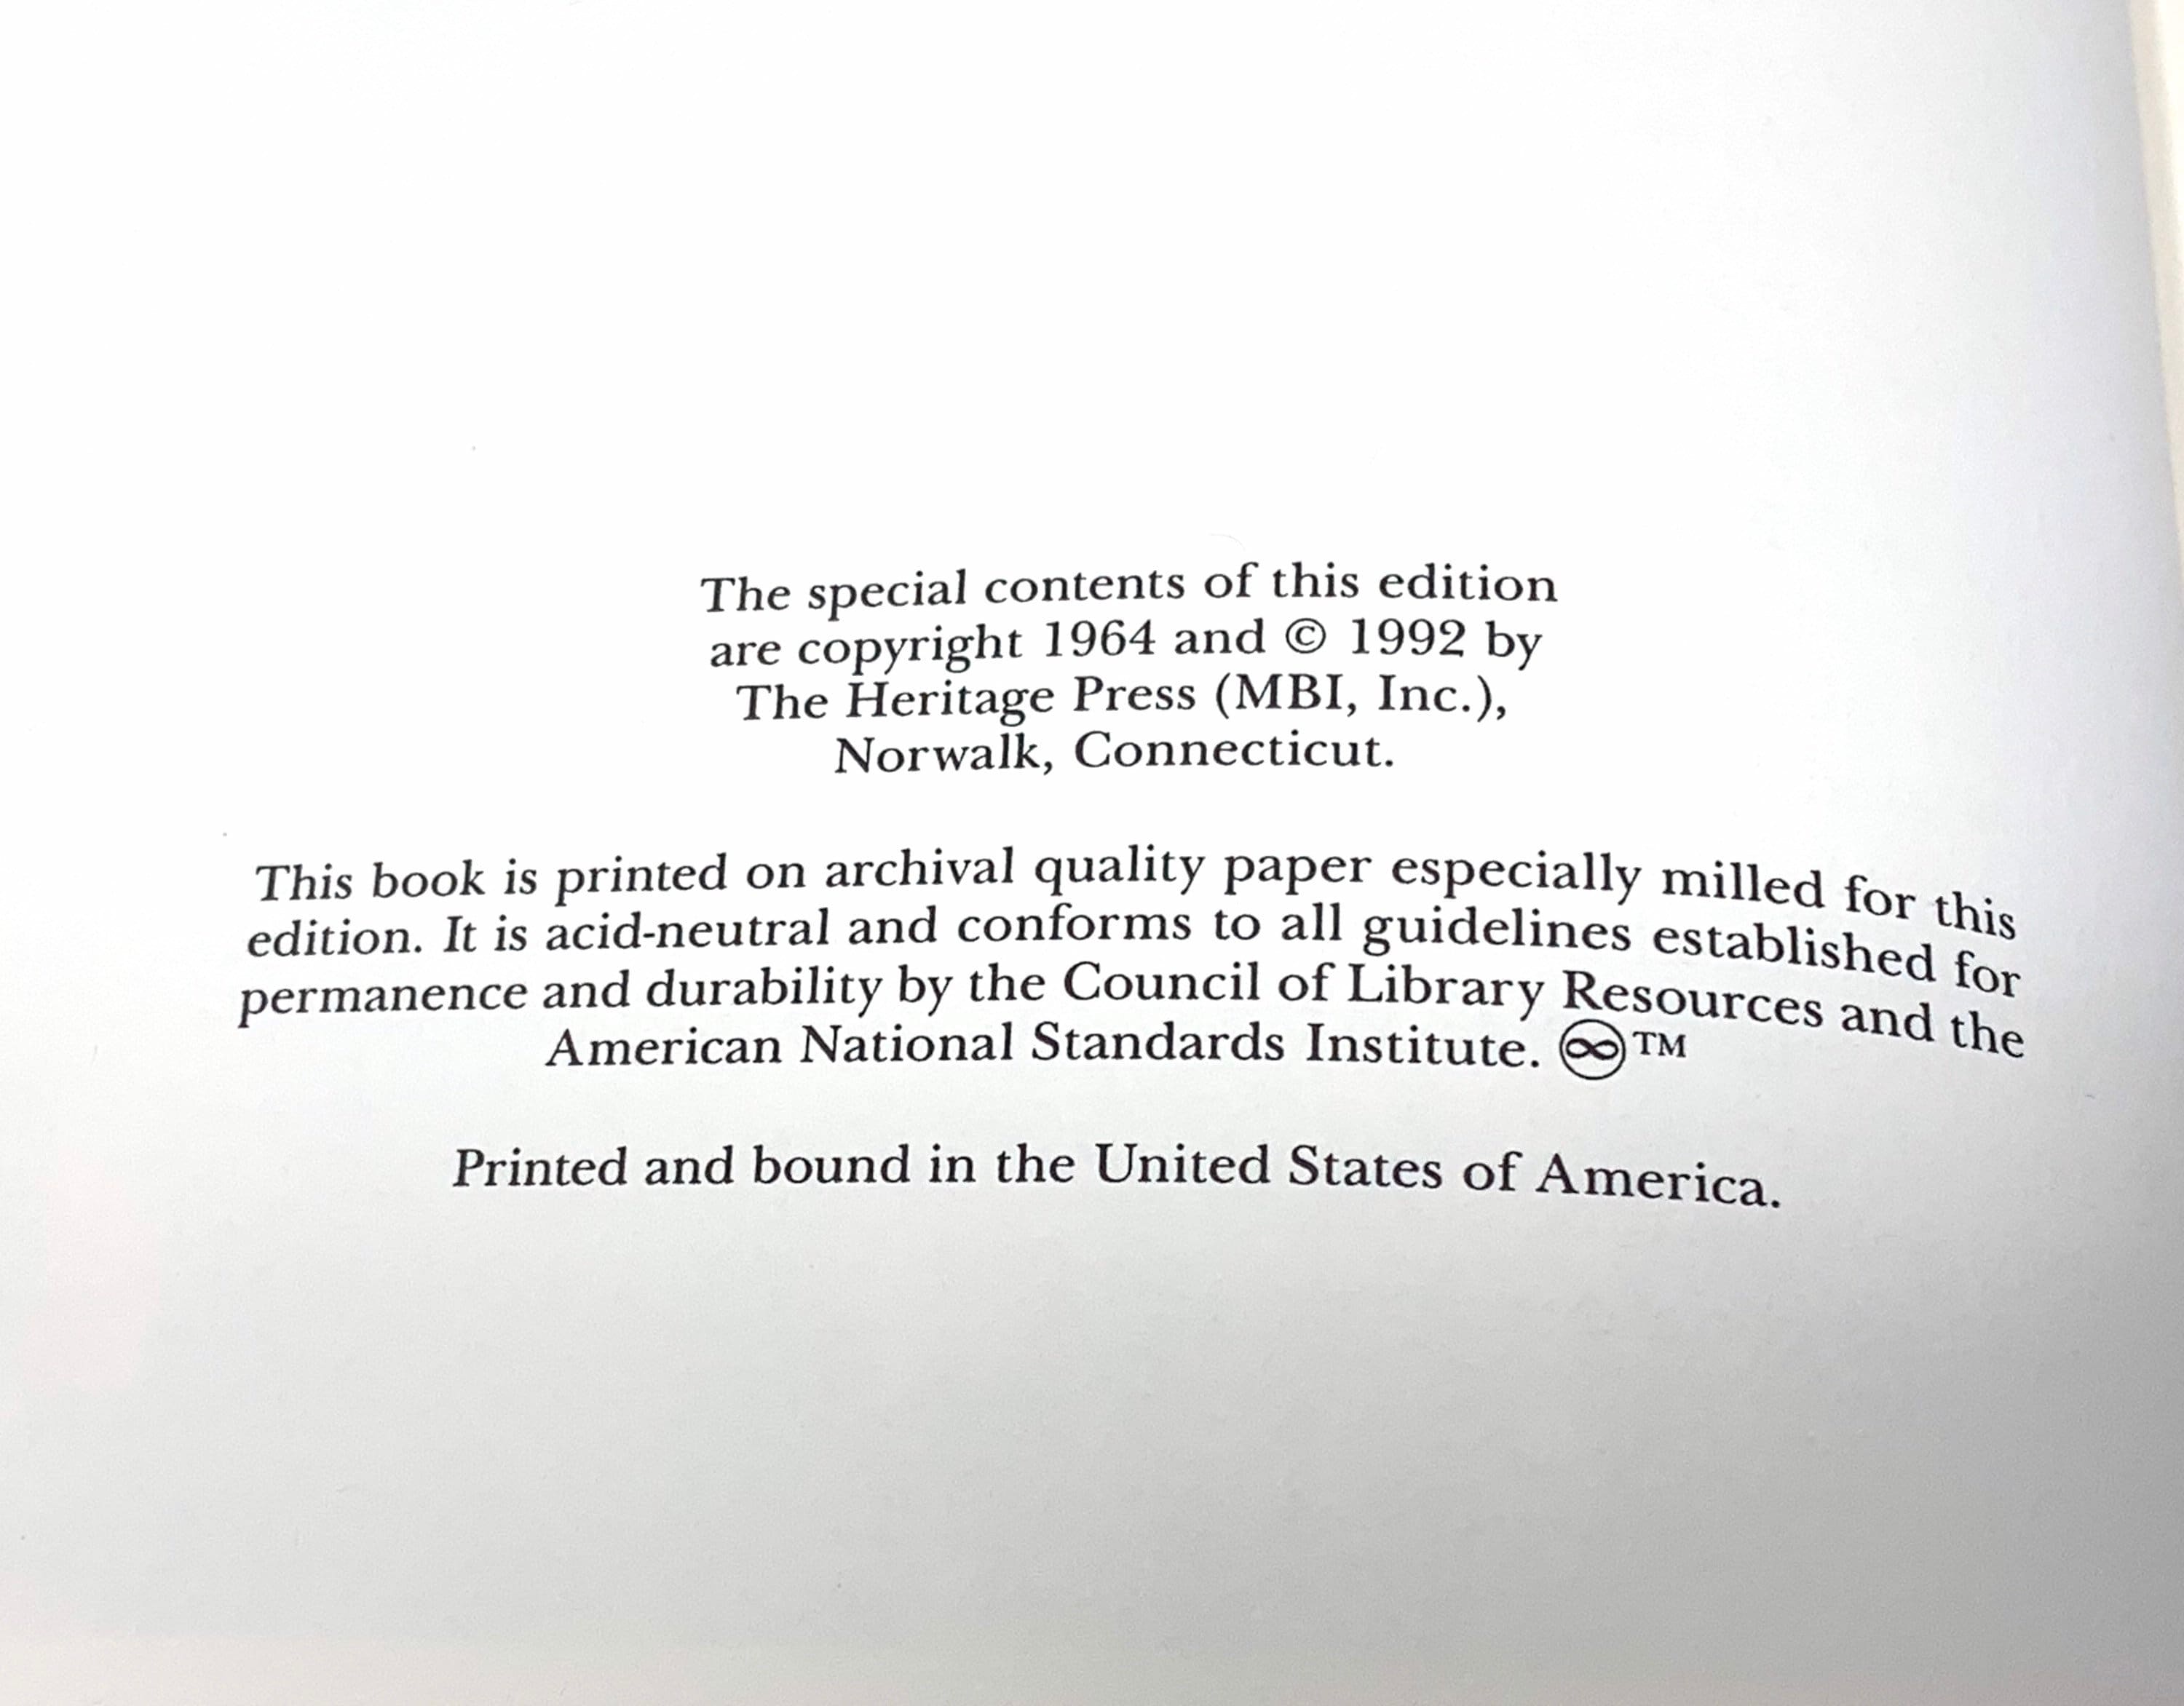 The special contents of this edition
are copyright 1964 and © 1992 by
The Heritage Press (MBI, Inc.),
Norwalk, Connecticut.
This book is printed on archival quality paper especially milled for this
edition. It is acid-neutral and conforms to all guidelines established for
permanence and durability by the Council of Library Resources and the
American National Standards Institute. ♾™
Printed and bound in the United States of America.